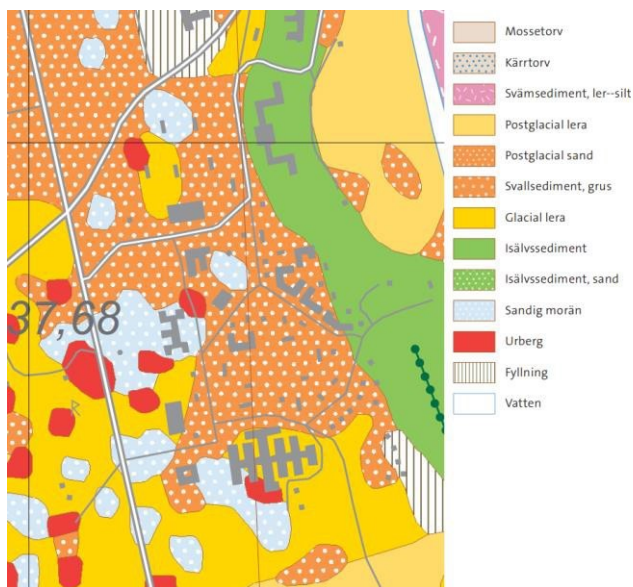 37,68
Mossetorv
Kärrtorv
Svämsediment, ler--silt
Postglacial lera
Postglacial sand
Svallsediment, grus
Glacial lera
Isälvssediment
Isälvssediment, sand
Sandig morän
Urberg
Fyllning
Vatten